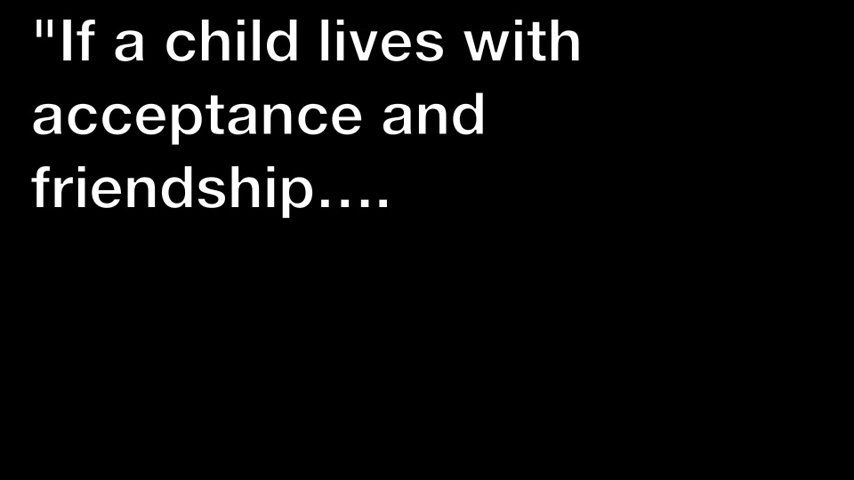 "If a child lives with
acceptance and
friendship....